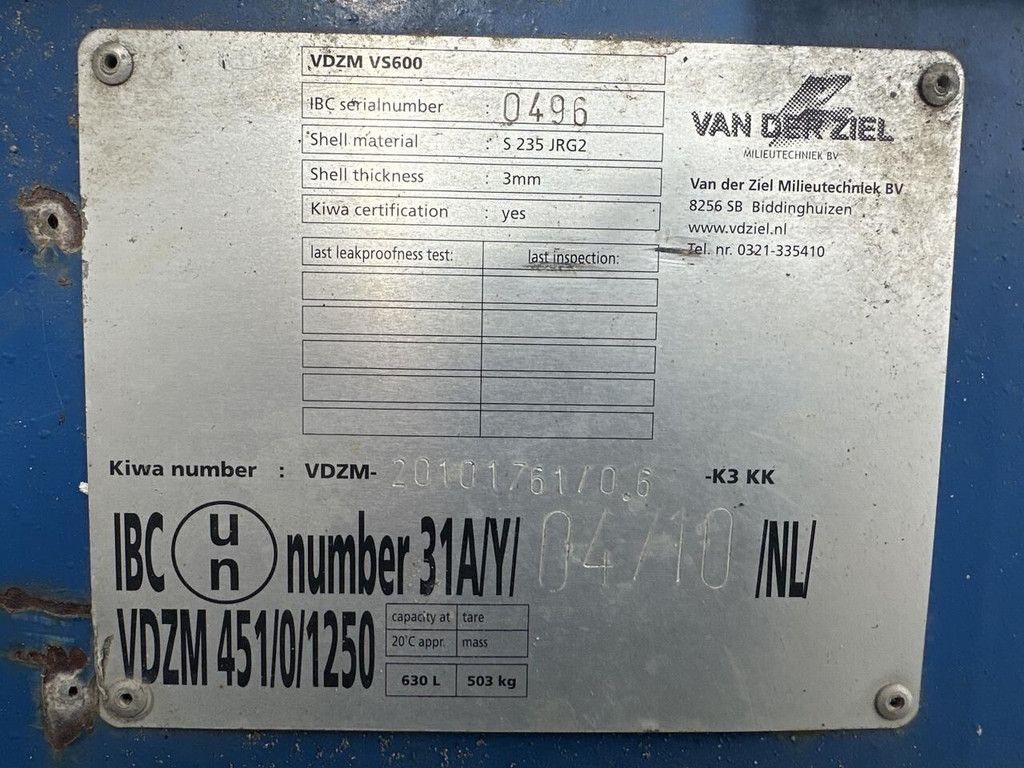 VDZM VS600
IBC serialnumber : 0496
Shell material : S 235 JRG2
Shell thickness : 3mm
Kiwa certification : yes
last leakproofness test: last inspection:
VAN DER ZIEL
MILIEUTECHNIEK BV
Van der Ziel Milieutechniek BV
8256 SB Biddinghuizen
www.vdziel.nl
Tel. nr. 0321-335410
Kiwa number : VDZM-20101761/0.6 -K3 KK
IBC un number 31A/Y/ 04/10 /NL/
VDZM 451/0/1250
capacity at tare
20°C appr. mass
630 L 503 kg